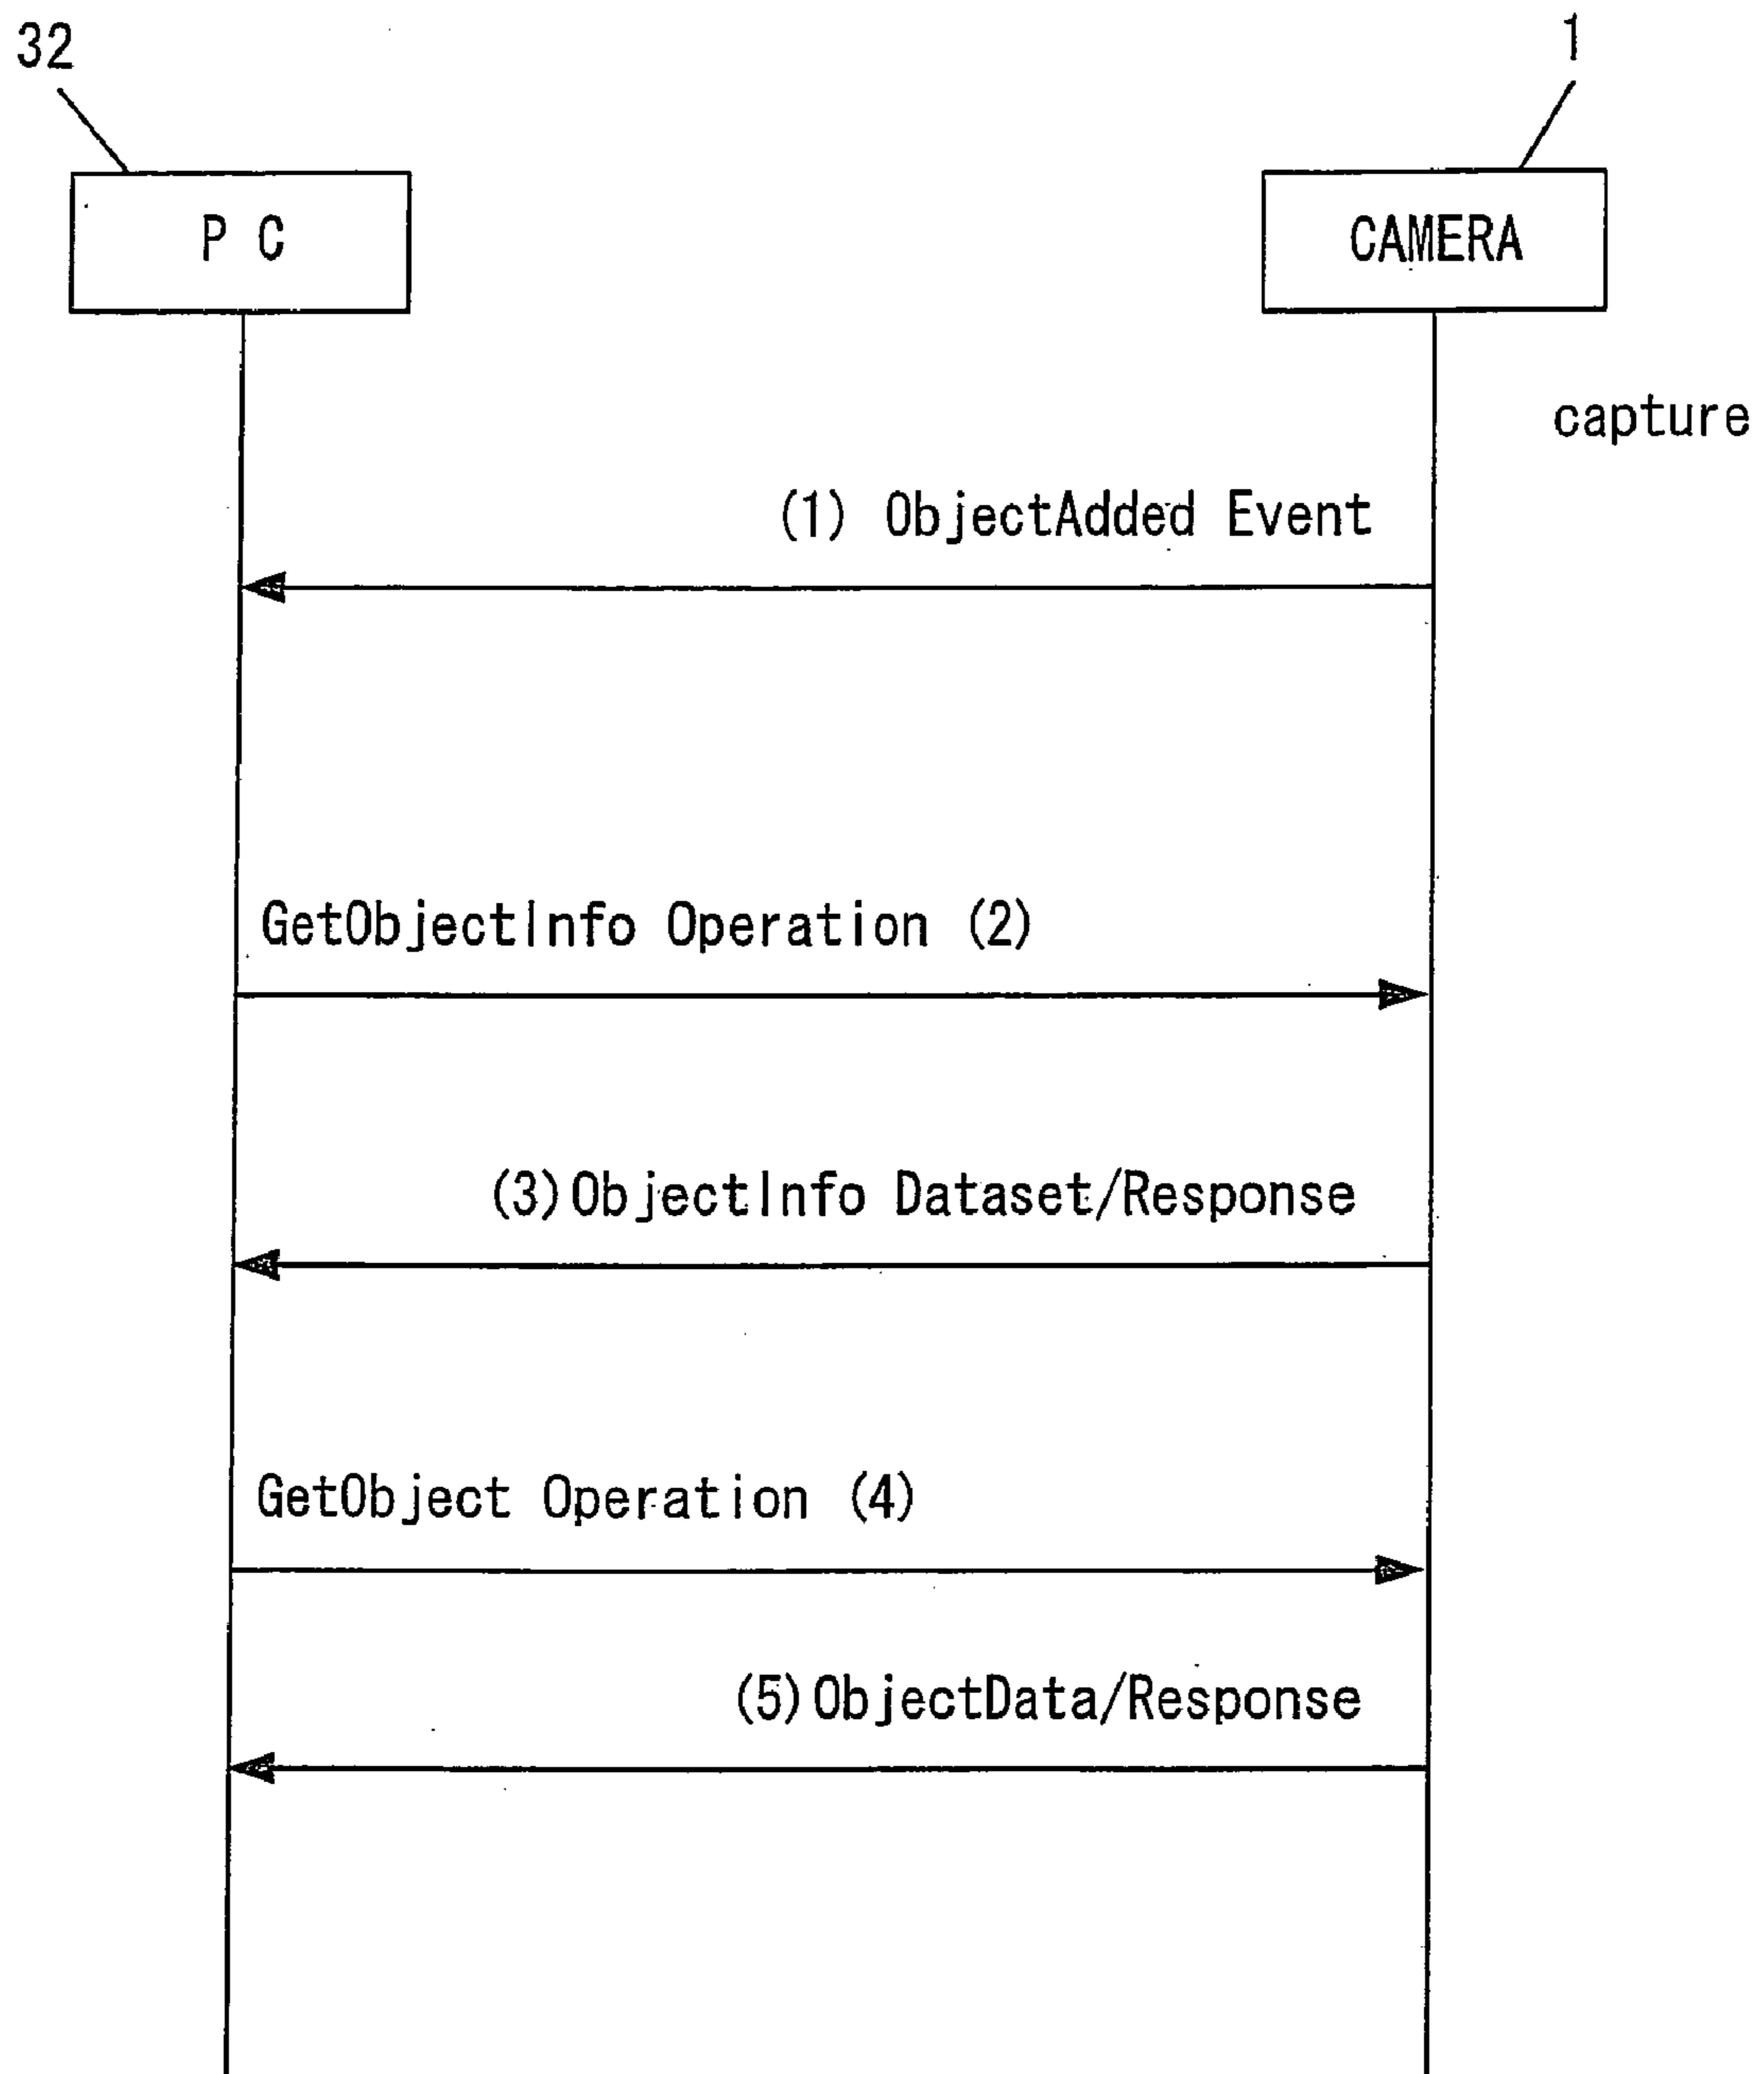 32
1
P C
CAMERA
capture
(1) ObjectAdded Event
GetObjectInfo Operation (2)
(3)ObjectInfo Dataset/Response
GetObject Operation (4)
(5)ObjectData/Response